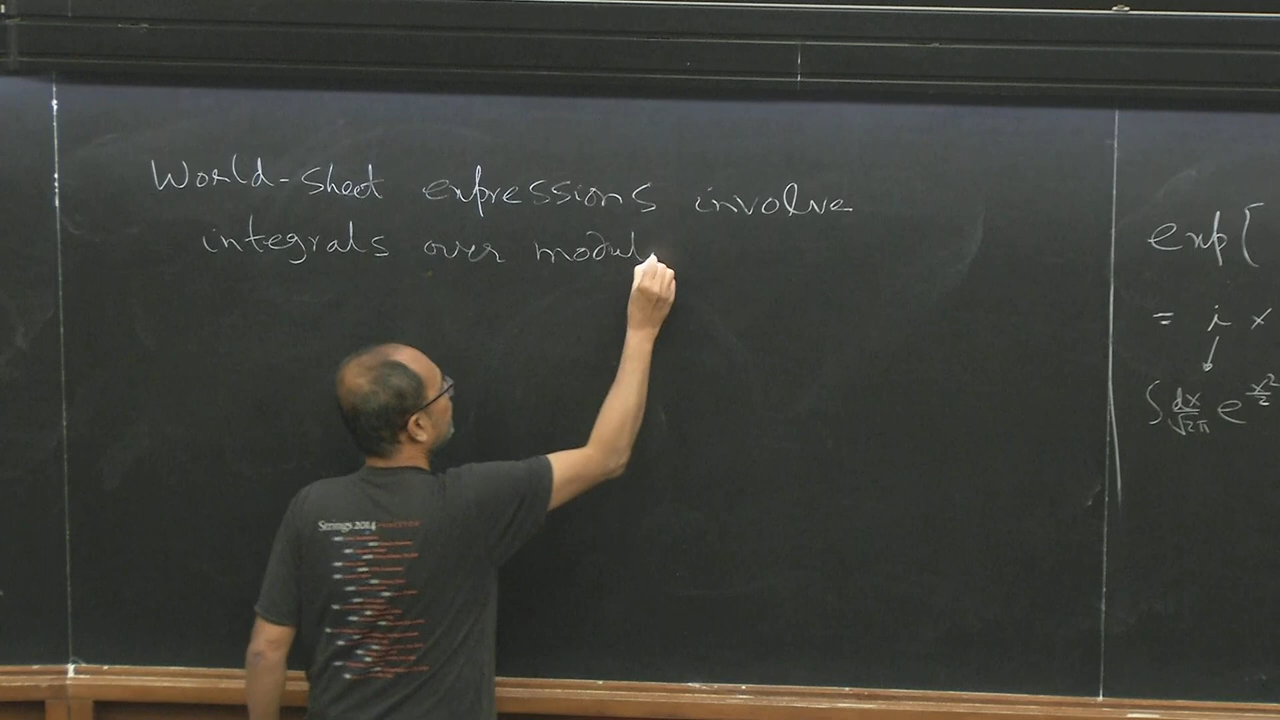 World-sheet expressions involve
integrals over modul
exp{
= i x
∫ dx/√2π e^x²/2
Strings 2014